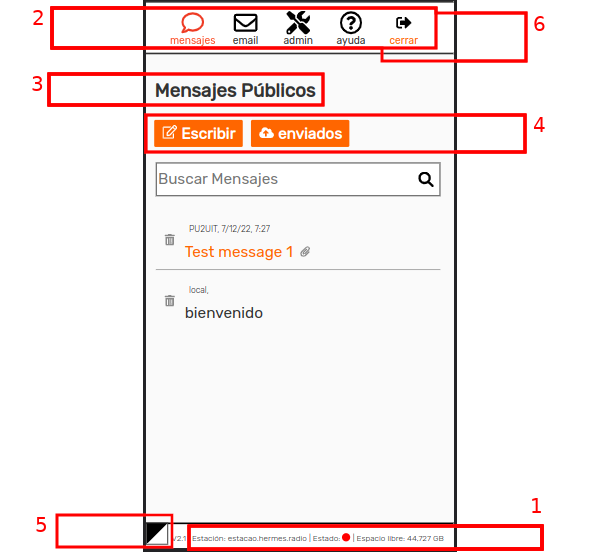 2
6
mensajes email admin ayuda cerrar
3
Mensajes Públicos
4
Escribir enviados
Buscar Mensajes
PU2UIT, 7/12/22, 7:27
Test message 1
local,
bienvenido
1
5
V2.1 Estación: estacao.hermes.radio | Estado: | Espacio libre: 44.727 GB